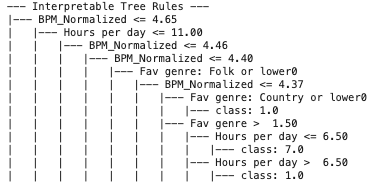 --- Interpretable Tree Rules ---
|--- BPM_Normalized <= 4.65
|   |--- Hours per day <= 11.00
|   |   |--- BPM_Normalized <= 4.46
|   |   |   |--- BPM_Normalized <= 4.40
|   |   |   |   |--- Fav genre: Folk or lower0
|   |   |   |   |   |--- BPM_Normalized <= 4.37
|   |   |   |   |   |   |--- Fav genre: Country or lower0
|   |   |   |   |   |   |   |--- class: 1.0
|   |   |   |   |   |   |--- Fav genre >  1.50
|   |   |   |   |   |   |   |--- Hours per day <= 6.50
|   |   |   |   |   |   |   |   |--- class: 7.0
|   |   |   |   |   |   |   |--- Hours per day >  6.50
|   |   |   |   |   |   |   |   |--- class: 1.0